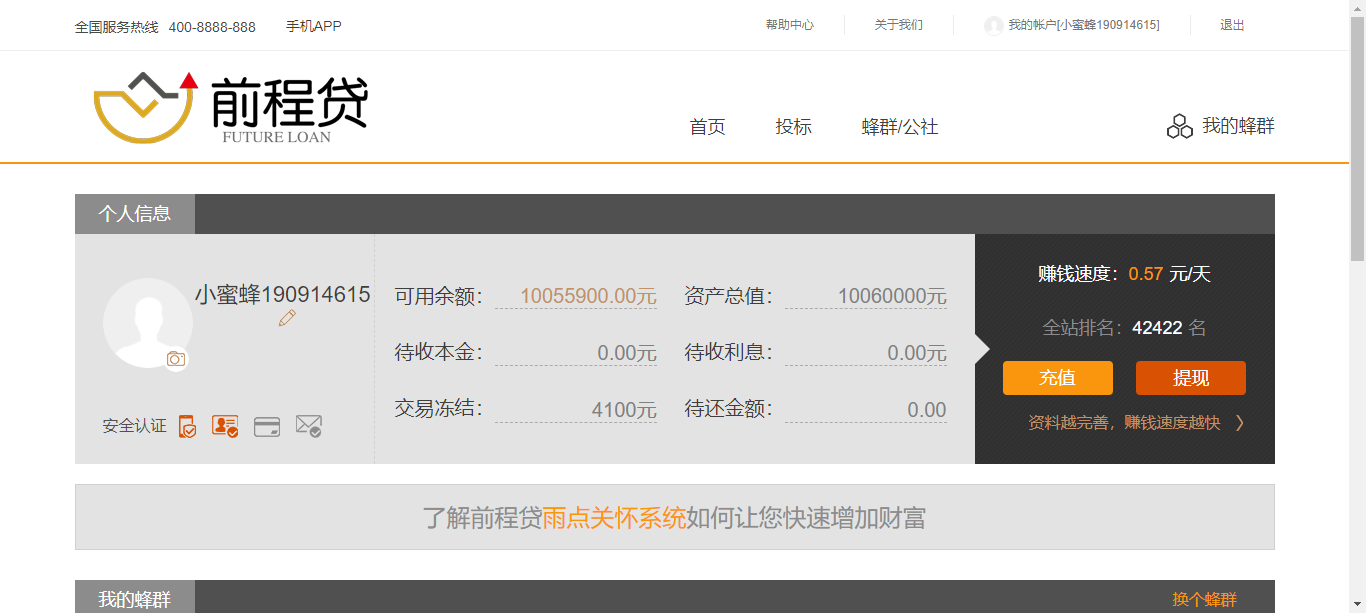 全国服务热线 400-8888-888 手机APP 帮助中心 关于我们 我的帐户[小蜜蜂190914615] 退出
前程贷
FUTURE LOAN
首页 投标 蜂群/公社 我的蜂群
个人信息
小蜜蜂190914615
安全认证
可用余额： 10055900.00元 资产总值： 10060000元
待收本金： 0.00元 待收利息： 0.00元
交易冻结： 4100元 待还金额： 0.00
赚钱速度：0.57 元/天
全站排名：42422 名
充值 提现
资料越完善，赚钱速度越快 〉
了解前程贷雨点关怀系统如何让您快速增加财富
我的蜂群 换个蜂群